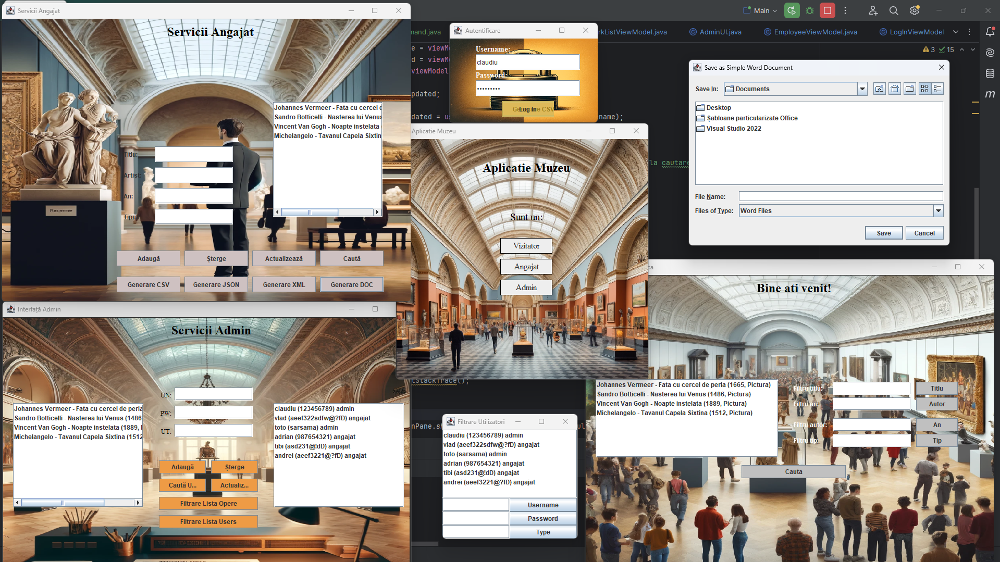 Servicii Angajat
Servicii Angajat
Johannes Vermeer - Fata cu cercel d
Sandro Botticelli - Nasterea lui Venus
Vincent Van Gogh - Noapte instelata
Michelangelo - Tavanul Capela Sixtin
Titlu:
Artist:
An:
Tipul
Adaugă
Șterge
Actualizează
Caută
Generare CSV
Generare JSON
Generare XML
Generare DOC
Interfață Admin
Servicii Admin
UN:
PW:
UT:
Johannes Vermeer - Fata cu cercel de perla
Sandro Botticelli - Nasterea lui Venus (1486
Vincent Van Gogh - Noapte instelata (1889,
Michelangelo - Tavanul Capela Sixtina (1512
claudiu (123456789) admin
vlad (aeef322sdfw@?fD) angajat
toto (sarsama) admin
adrian (987654321) angajat
tibi (asd231@!dD) angajat
andrei (aeef3221@?fD) angajat
Adaugă
Șterge
Caută U...
Actualiz...
Filtrare Lista Opere
Filtrare Lista Users
Autentificare
Username:
claudiu
Password:
•••••••••
Log In
Aplicatie Muzeu
Aplicatie Muzeu
Sunt un:
Vizitator
Angajat
Admin
Filtrare Utilizatori
claudiu (123456789) admin
vlad (aeef322sdfw@?fD) angajat
toto (sarsama) admin
adrian (987654321) angajat
tibi (asd231@!dD) angajat
andrei (aeef3221@?fD) angajat
Username
Password
Type
Main
mand.java
rkListViewModel.java
AdminUI.java
EmployeeViewModel.java
LogInViewModel
3
15
e = viewM
d = viewM
viewModel
pdated;
dated = u
name);
la cautare
tStackTrace();
nPane.sh
ul
m
Save as Simple Word Document
Save In:
Documents
Desktop
Șabloane particularizate Office
Visual Studio 2022
File Name:
Files of Type:
Word Files
Save
Cancel
ta
Bine ati venit!
Johannes Vermeer - Fata cu cercel de perla (1665, Pictura)
Sandro Botticelli - Nasterea lui Venus (1486, Pictura)
Vincent Van Gogh - Noapte instelata (1889, Pictura)
Michelangelo - Tavanul Capela Sixtina (1512, Pictura)
Filtru titlu:
Titlu
Filtru an:
Autor
Filtru autor:
An
Filtru tip:
Tip
Cauta